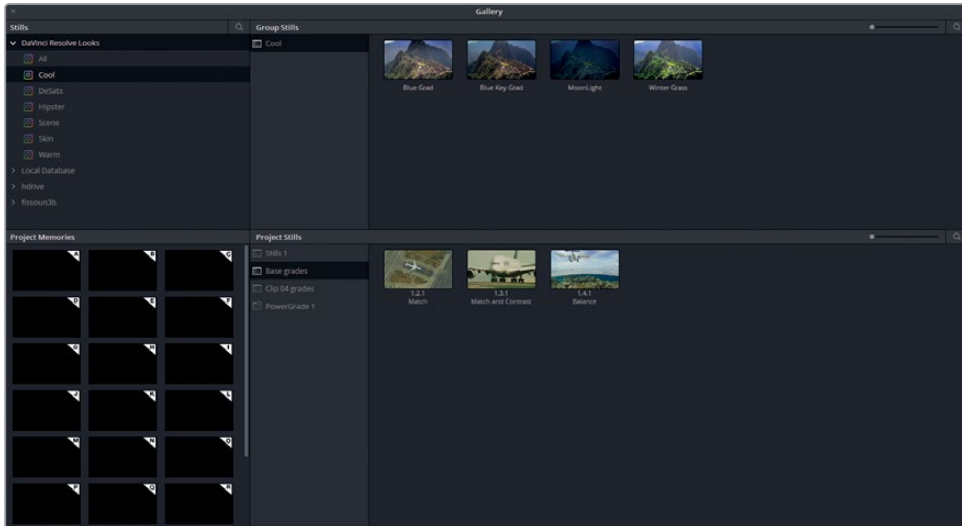 Gallery
Stills
DaVinci Resolve Looks
All
Cool
DeSats
Hipster
Scene
Skin
Warm
Local Database
hdrive
fissoun3b
Group Stills
Cool
Blue Grad
Blue Key Grad
MoonLight
Winter Grass
Project Memories
A B C
D E F
G H I
J K L
M N O
P Q R
Project Stills
Stills 1
Base grades
Clip 04 grades
PowerGrade 1
1.2.1
Match
1.3.1
Match and Contrast
1.4.1
Balance